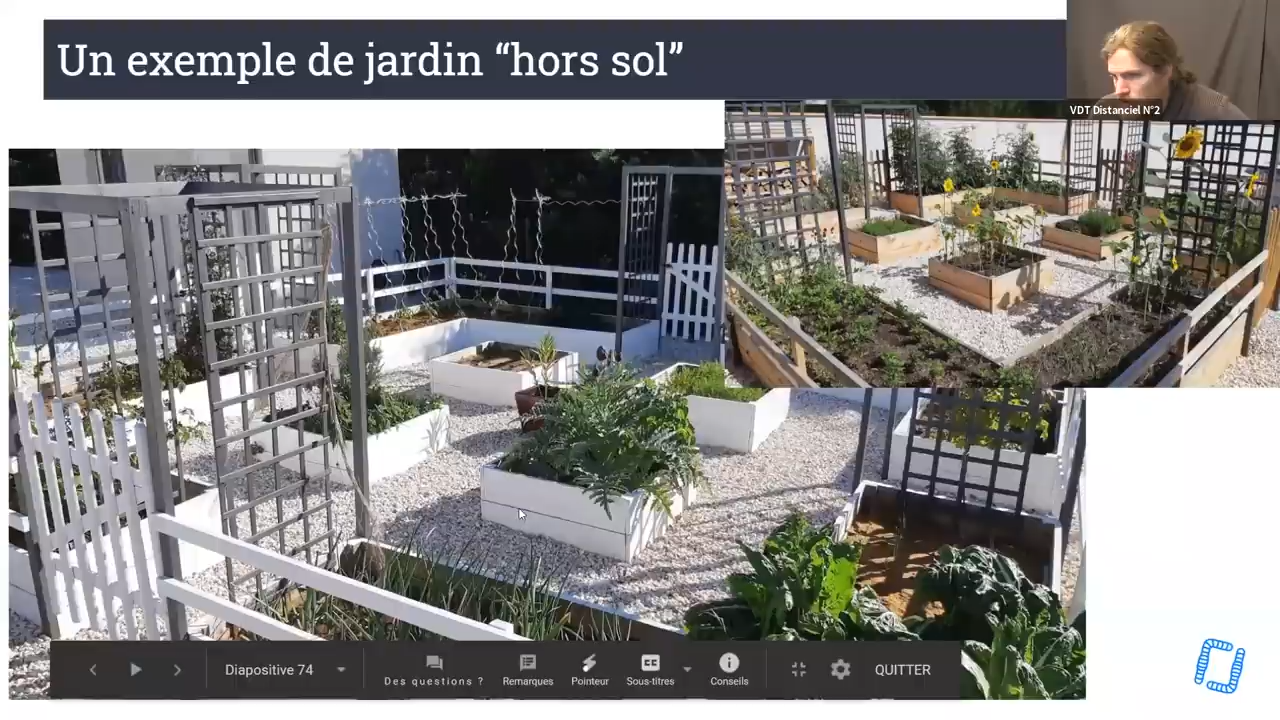 Un exemple de jardin “hors sol”
VDT Distanciel N°2
Diapositive 74
Des questions ?
Remarques
Pointeur
CC
Sous-titres
Conseils
QUITTER